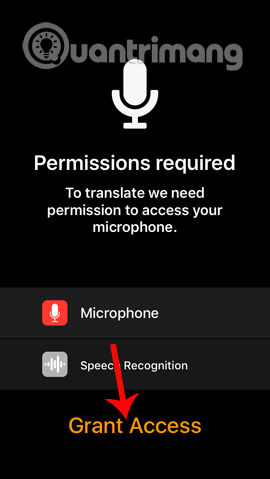 Quantrimang
Permissions required
To translate we need
permission to access your
microphone.
Microphone
Speech Recognition
Grant Access